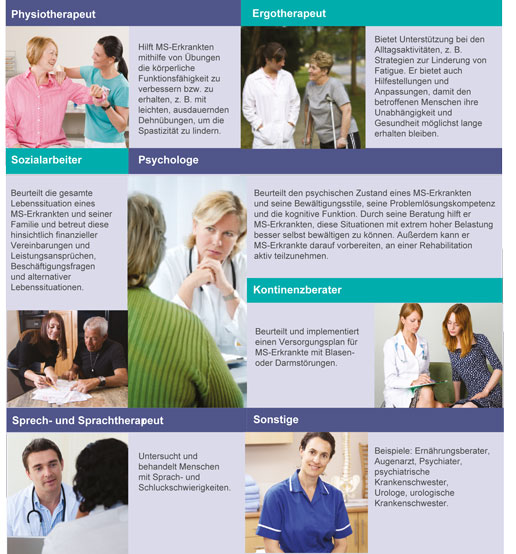 Physiotherapeut
Hilft MS-Erkrankten
mithilfe von Übungen
die körperliche
Funktionsfähigkeit zu
verbessern bzw. zu
erhalten, z. B. mit
leichten, ausdauernden
Dehnübungen, um die
Spastizität zu lindern.
Ergotherapeut
Bietet Unterstützung bei den
Alltagsaktivitäten, z. B.
Strategien zur Linderung von
Fatigue. Er bietet auch
Hilfestellungen und
Anpassungen, damit den
betroffenen Menschen ihre
Unabhängigkeit und
Gesundheit möglichst lange
erhalten bleiben.
Sozialarbeiter
Beurteilt die gesamte
Lebenssituation eines
MS-Erkrankten und seiner
Familie und betreut diese
hinsichtlich finanzieller
Vereinbarungen und
Leistungsansprüchen,
Beschäftigungsfragen
und alternativer
Lebenssituationen.
Psychologe
Beurteilt den psychischen Zustand eines MS-Erkrankten
und seine Bewältigungsstile, seine Problemlösungskompetenz
und die kognitive Funktion. Durch seine Beratung hilft er
MS-Erkrankten, diese Situationen mit extrem hoher Belastung
besser selbst bewältigen zu können. Außerdem kann er
MS-Erkrankte darauf vorbereiten, an einer Rehabilitation
aktiv teilzunehmen.
Kontinenzberater
Beurteilt und implementiert
einen Versorgungsplan für
MS-Erkrankte mit Blasen-
oder Darmstörungen.
Sprech- und Sprachtherapeut
Untersucht und
behandelt Menschen
mit Sprach- und
Schluckschwierigkeiten.
Sonstige
Beispiele: Ernährungsberater,
Augenarzt, Psychiater,
psychiatrische
Krankenschwester,
Urologe, urologische
Krankenschwester.